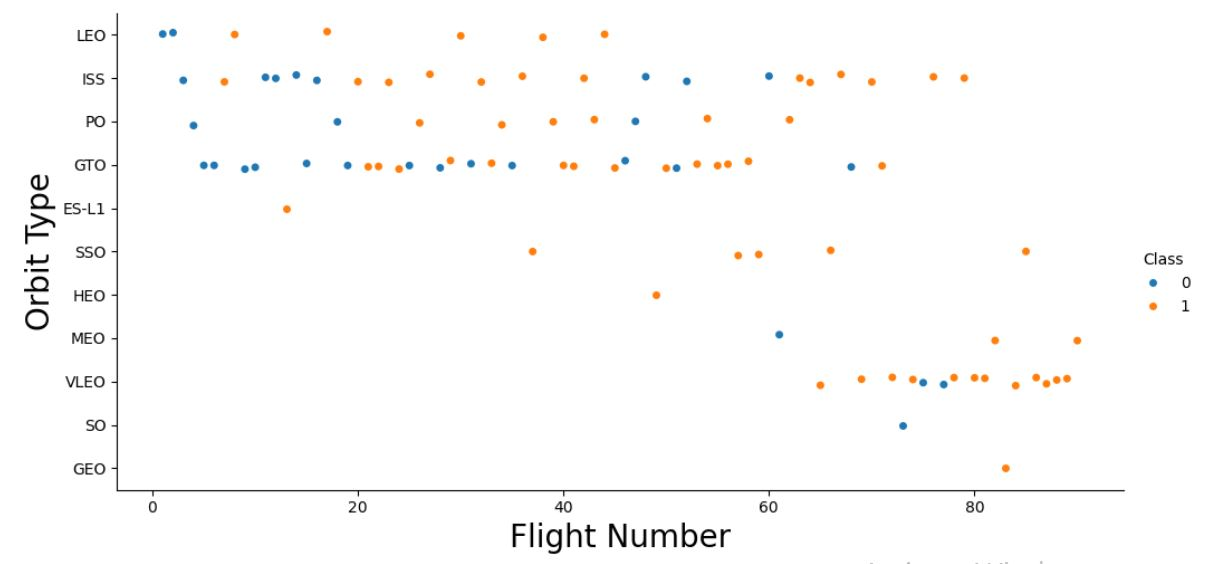 LEO
ISS
PO
GTO
ES-L1
SSO
HEO
MEO
VLEO
SO
GEO
Orbit Type
0 20 40 60 80
Flight Number
Class
0
1